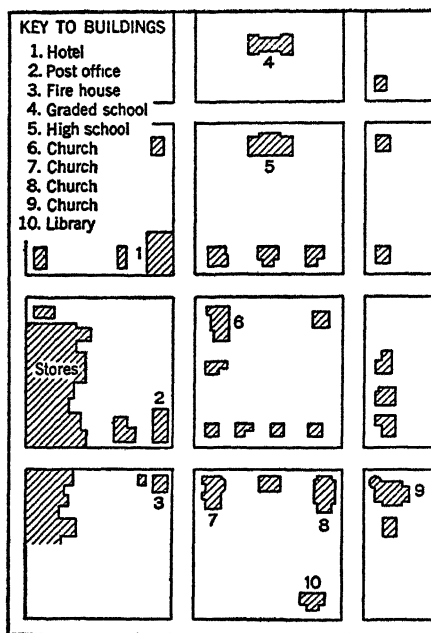 KEY TO BUILDINGS
1. Hotel
2. Post office
3. Fire house
4. Graded school
5. High school
6. Church
7. Church
8. Church
9. Church
10. Library
4
5
1
6
Stores
2
3
7
8
9
10